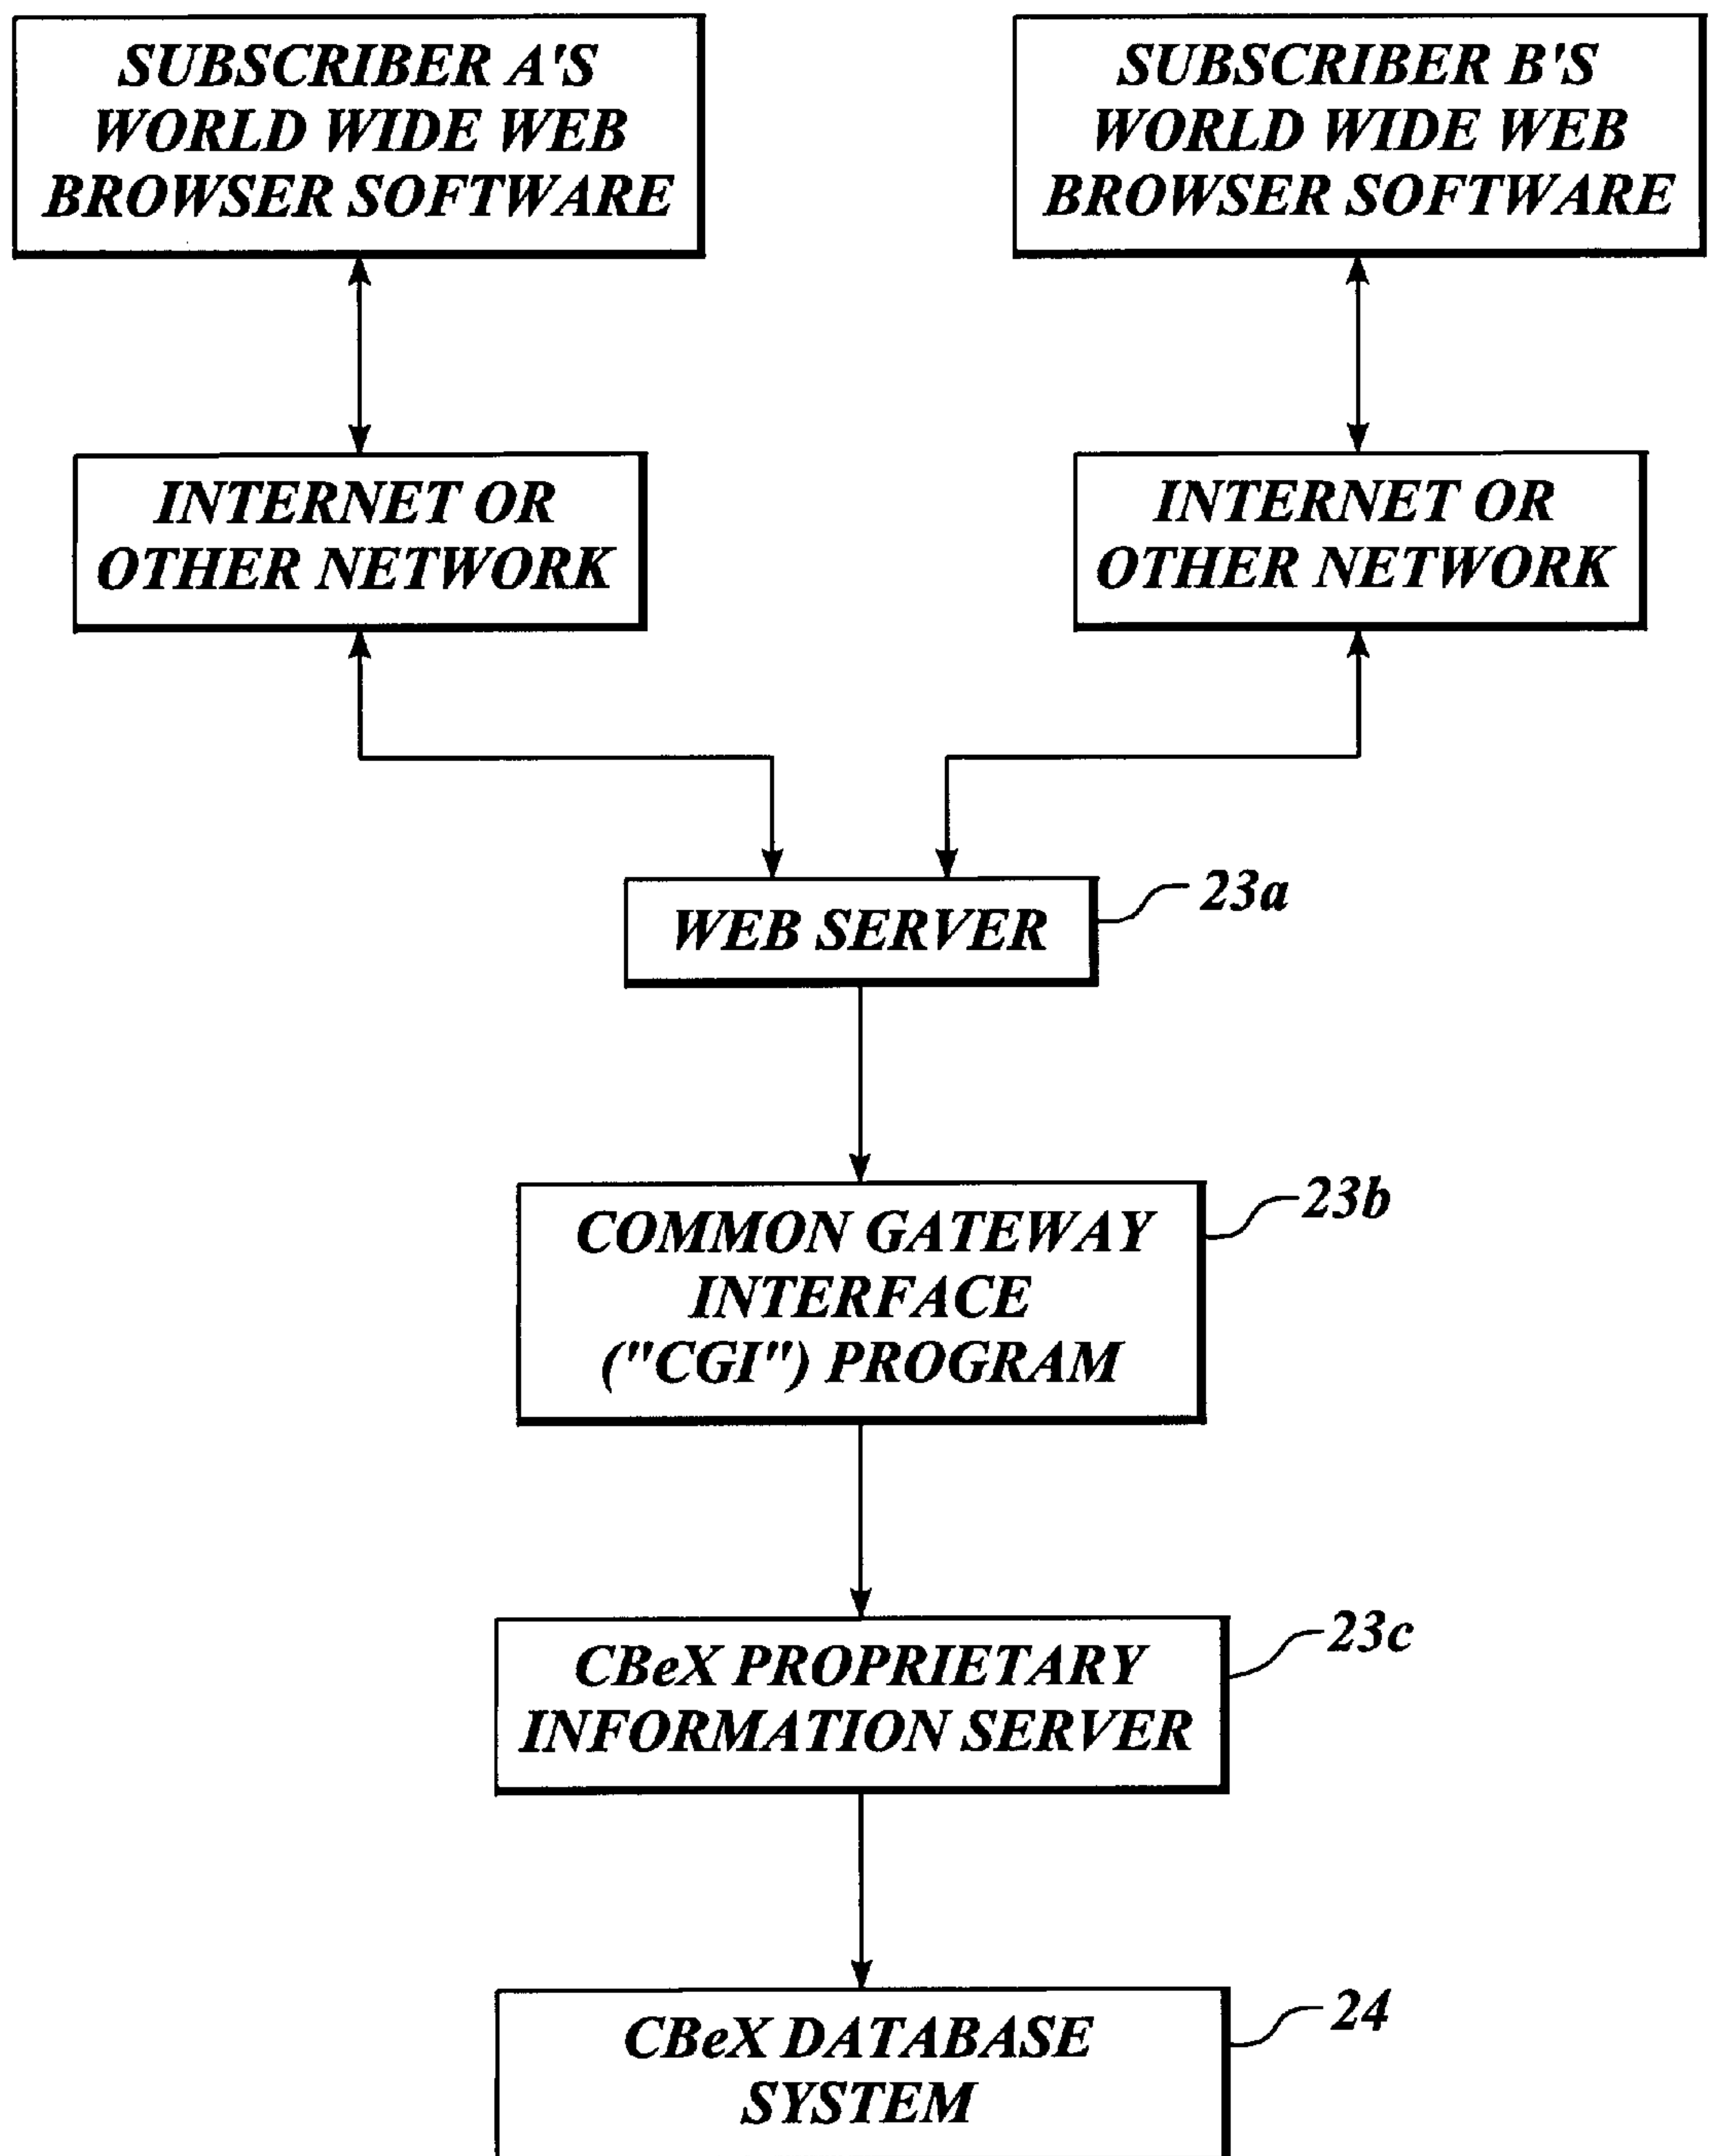 SUBSCRIBER A'S
WORLD WIDE WEB
BROWSER SOFTWARE
SUBSCRIBER B'S
WORLD WIDE WEB
BROWSER SOFTWARE
INTERNET OR
OTHER NETWORK
INTERNET OR
OTHER NETWORK
WEB SERVER
23a
COMMON GATEWAY
INTERFACE
("CGI") PROGRAM
23b
CBeX PROPRIETARY
INFORMATION SERVER
23c
CBeX DATABASE
SYSTEM
24